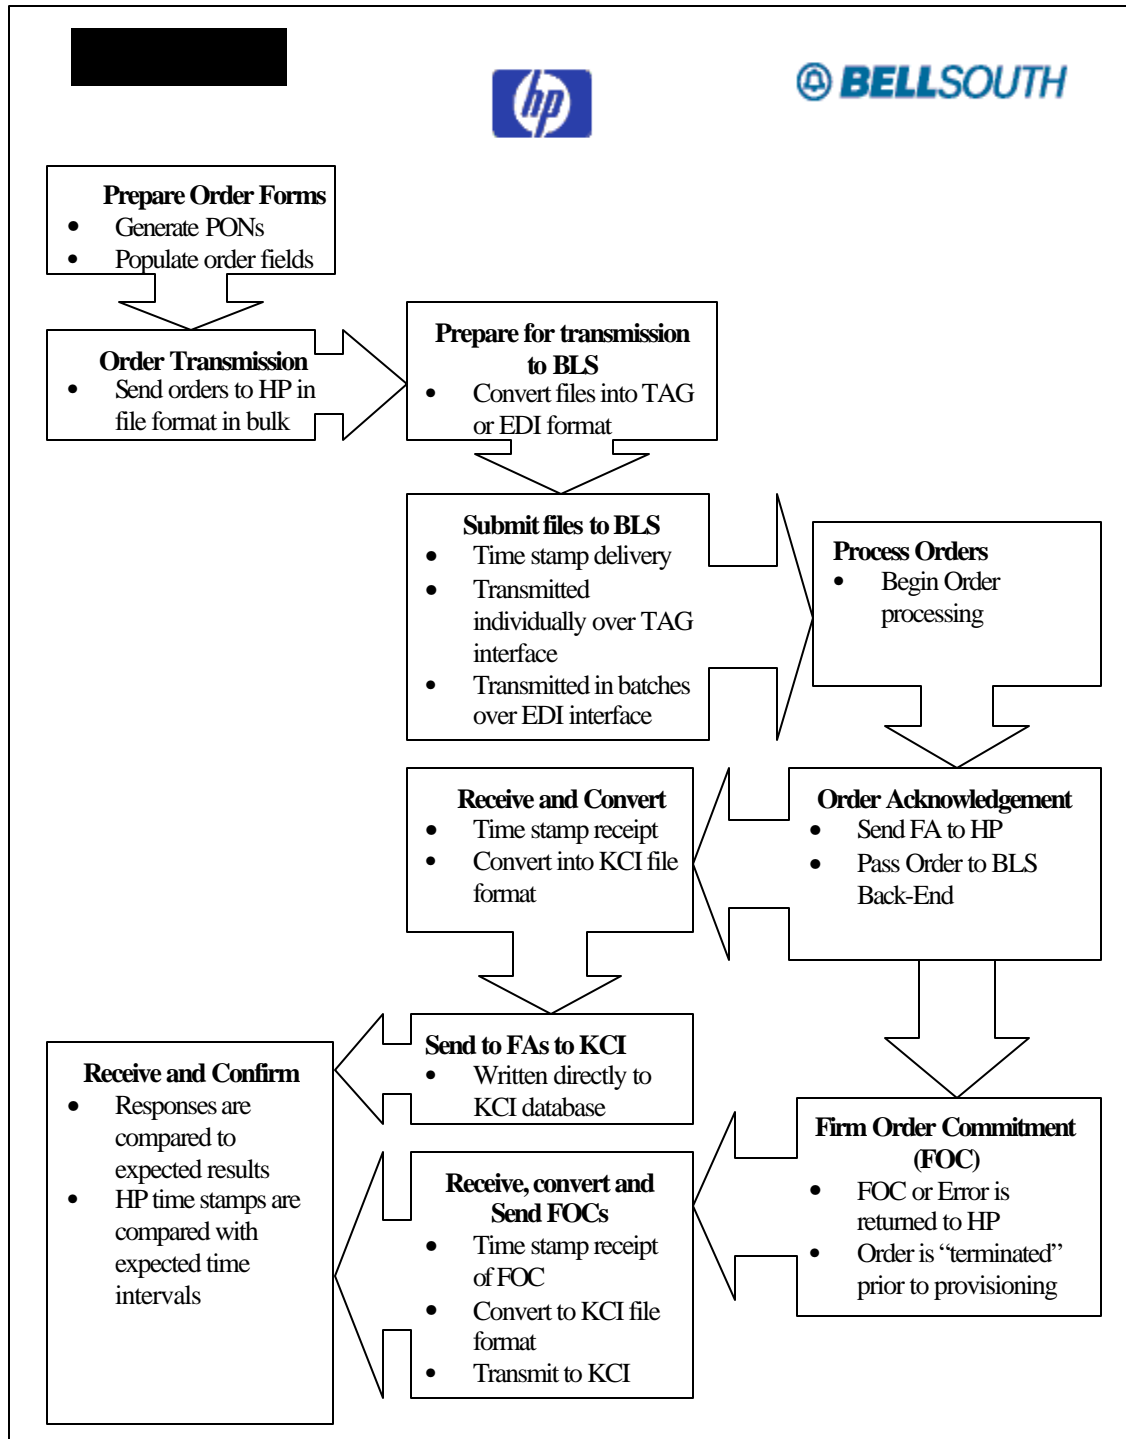 hp
BELLSOUTH
Prepare Order Forms
• Generate PONs
• Populate order fields
Order Transmission
• Send orders to HP in
file format in bulk
Prepare for transmission
to BLS
• Convert files into TAG
or EDI format
Submit files to BLS
• Time stamp delivery
• Transmitted
individually over TAG
interface
• Transmitted in batches
over EDI interface
Process Orders
• Begin Order
processing
Order Acknowledgement
• Send FA to HP
• Pass Order to BLS
Back-End
Receive and Convert
• Time stamp receipt
• Convert into KCI file
format
Send to FAs to KCI
• Written directly to
KCI database
Firm Order Commitment
(FOC)
• FOC or Error is
returned to HP
• Order is “terminated”
prior to provisioning
Receive, convert and
Send FOCs
• Time stamp receipt
of FOC
• Convert to KCI file
format
• Transmit to KCI
Receive and Confirm
• Responses are
compared to
expected results
• HP time stamps are
compared with
expected time
intervals